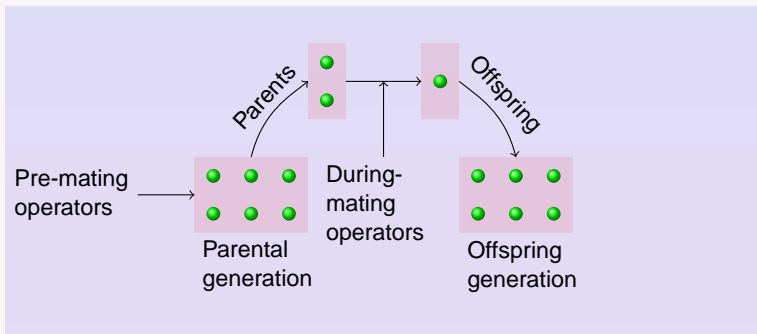 Parents
Offspring
Pre-mating
operators
During-
mating
operators
Parental
generation
Offspring
generation